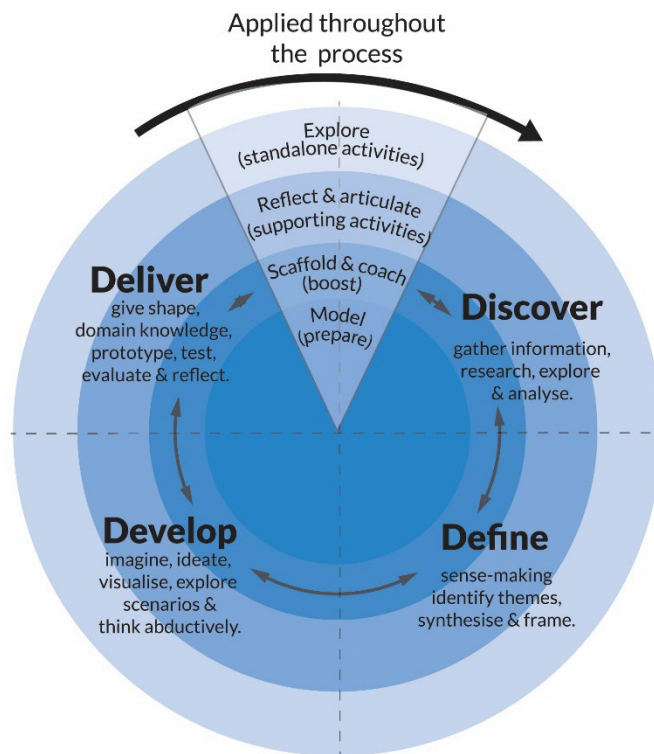 Applied throughout
the process
Explore
(standalone activities)
Reflect & articulate
(supporting activities)
Scaffold & coach
(boost)
Model
(prepare)
Deliver
give shape,
domain knowledge,
prototype, test,
evaluate & reflect.
Discover
gather information,
research, explore
& analyse.
Develop
imagine, ideate,
visualise, explore
scenarios &
think abductively.
Define
sense-making
identify themes,
synthesise & frame.